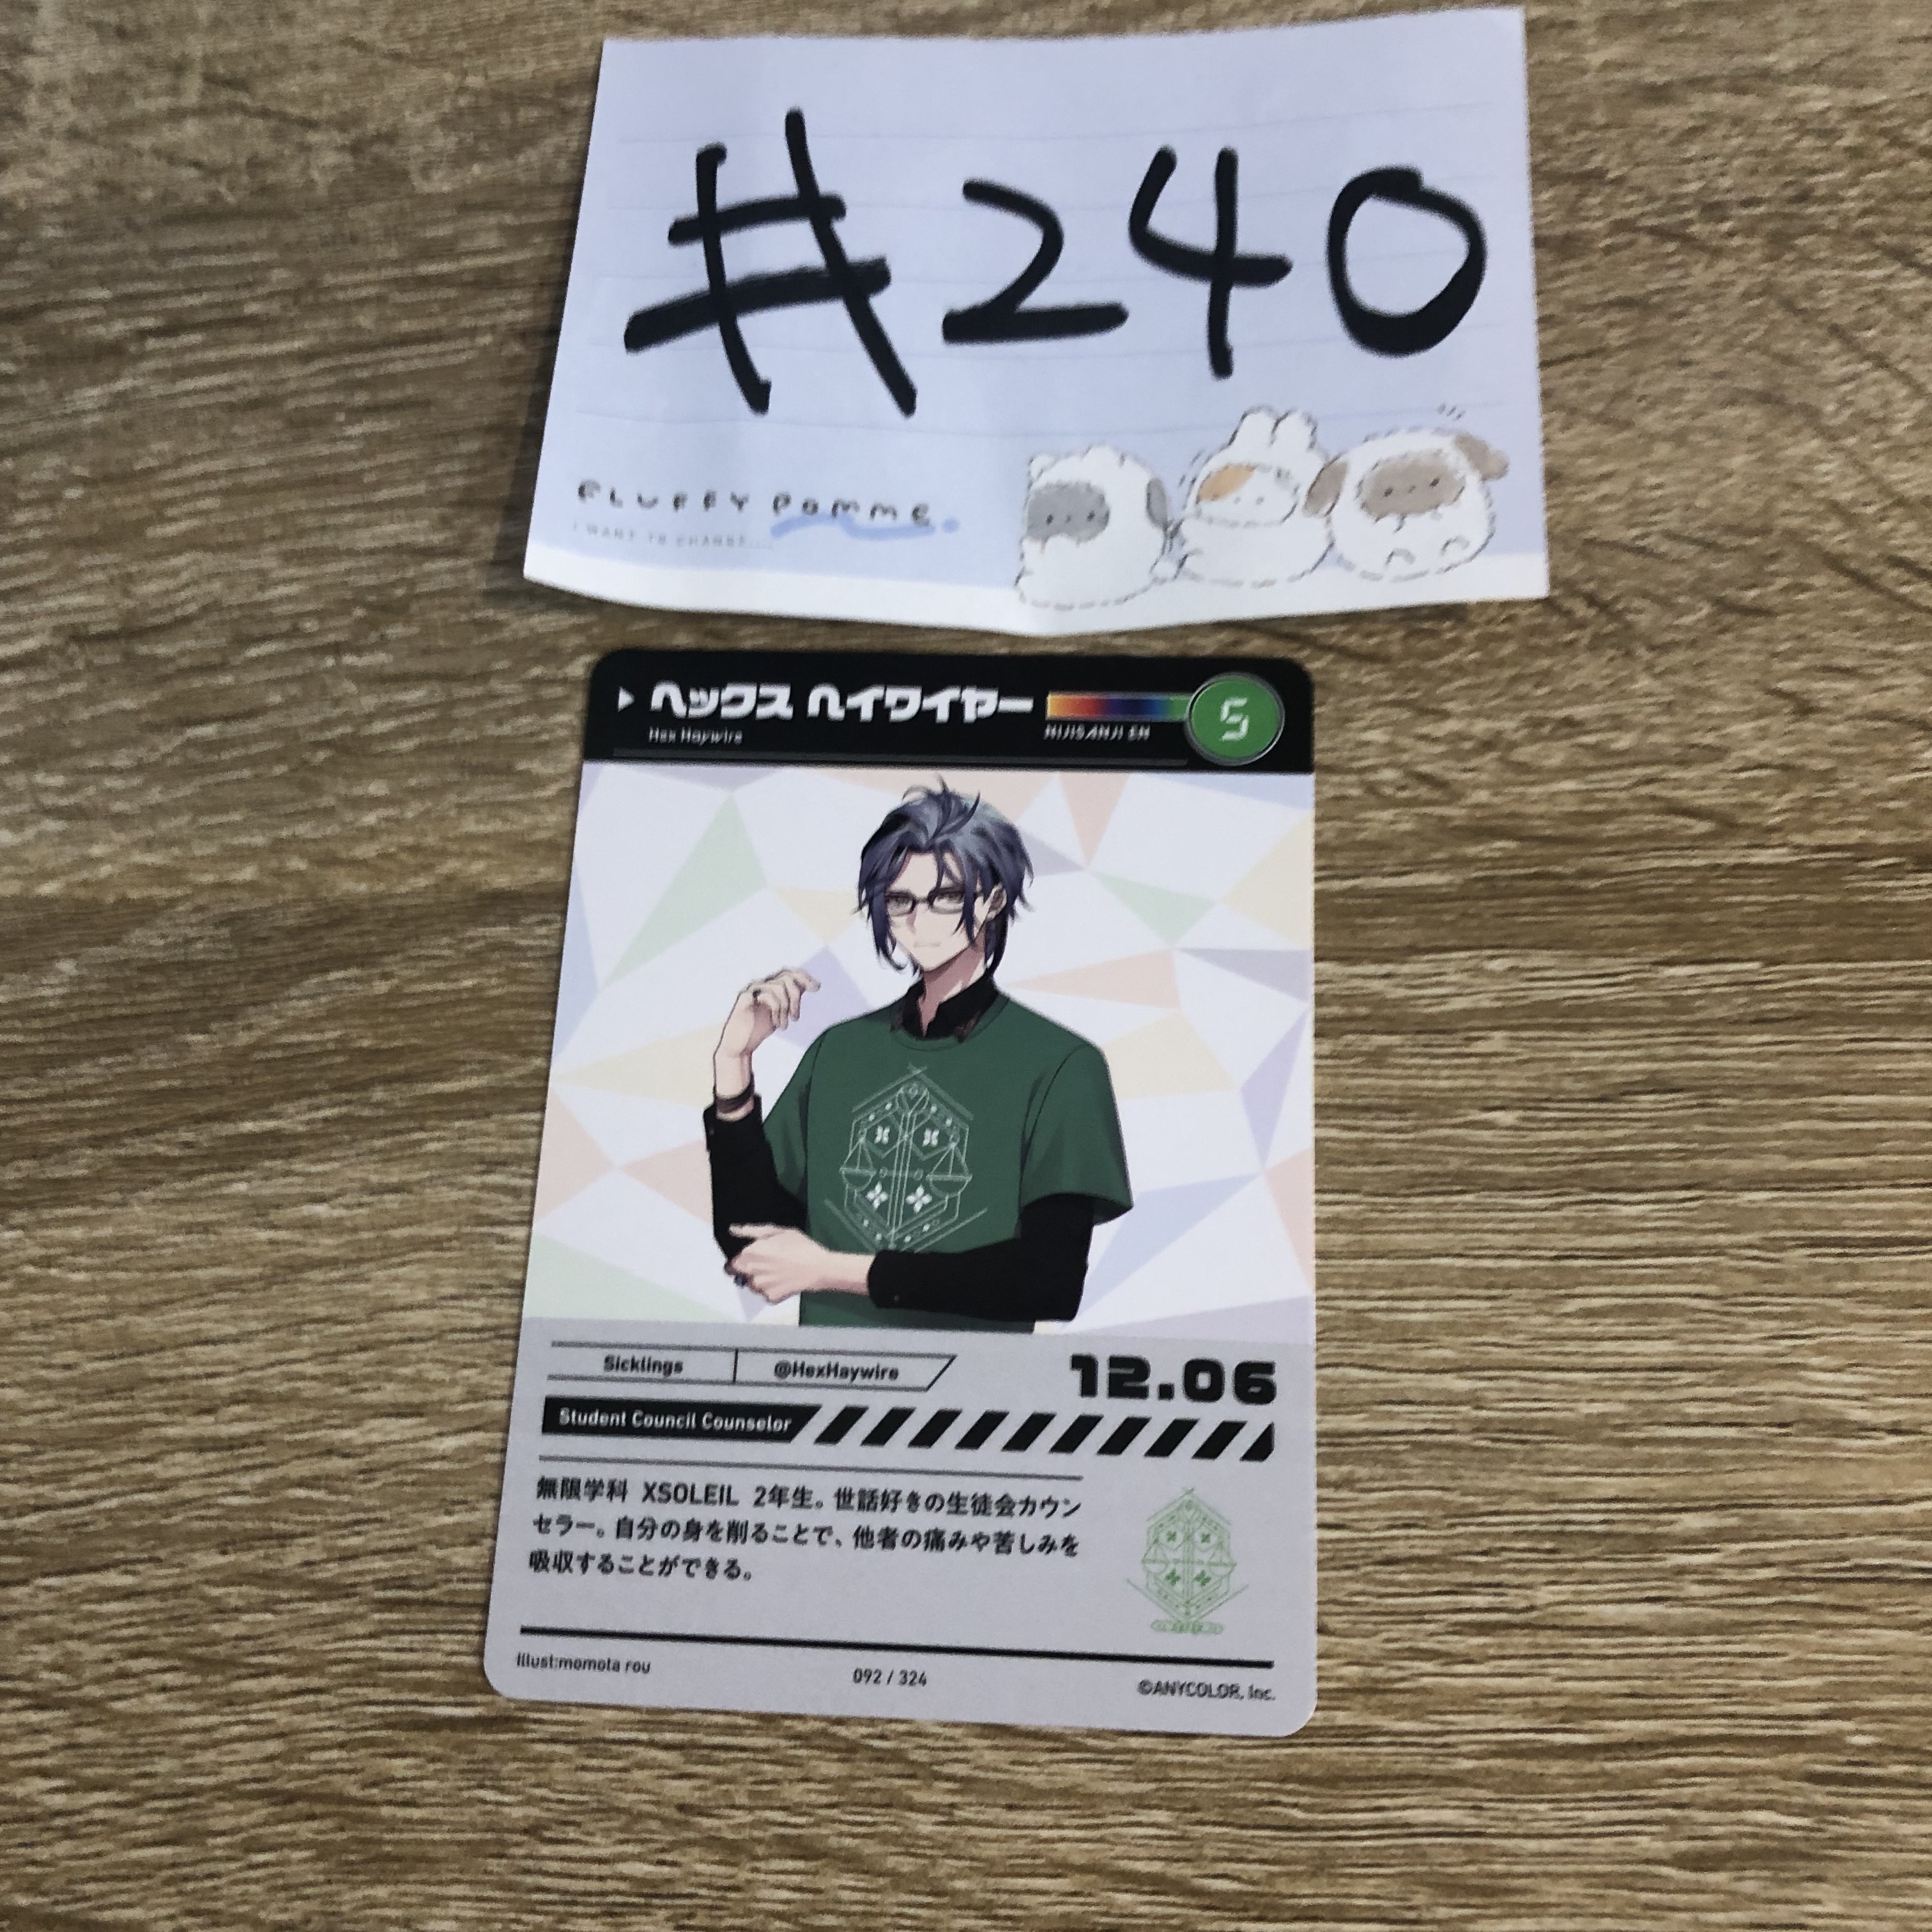 #240
FLUFFY POMME.
I WANT TO CHANGE...
ヘックス ヘイワイヤー
Hex Haywire
NIJISANJI EN
S
Sicklings
@HexHaywire
12.06
Student Council Counselor
無限学科 XSOLEIL 2年生。世話好きの生徒会カウン
セラー。自分の身を削ることで、他者の痛みや苦しみを
吸収することができる。
Illust:momota rou
092 / 324
©ANYCOLOR, Inc.